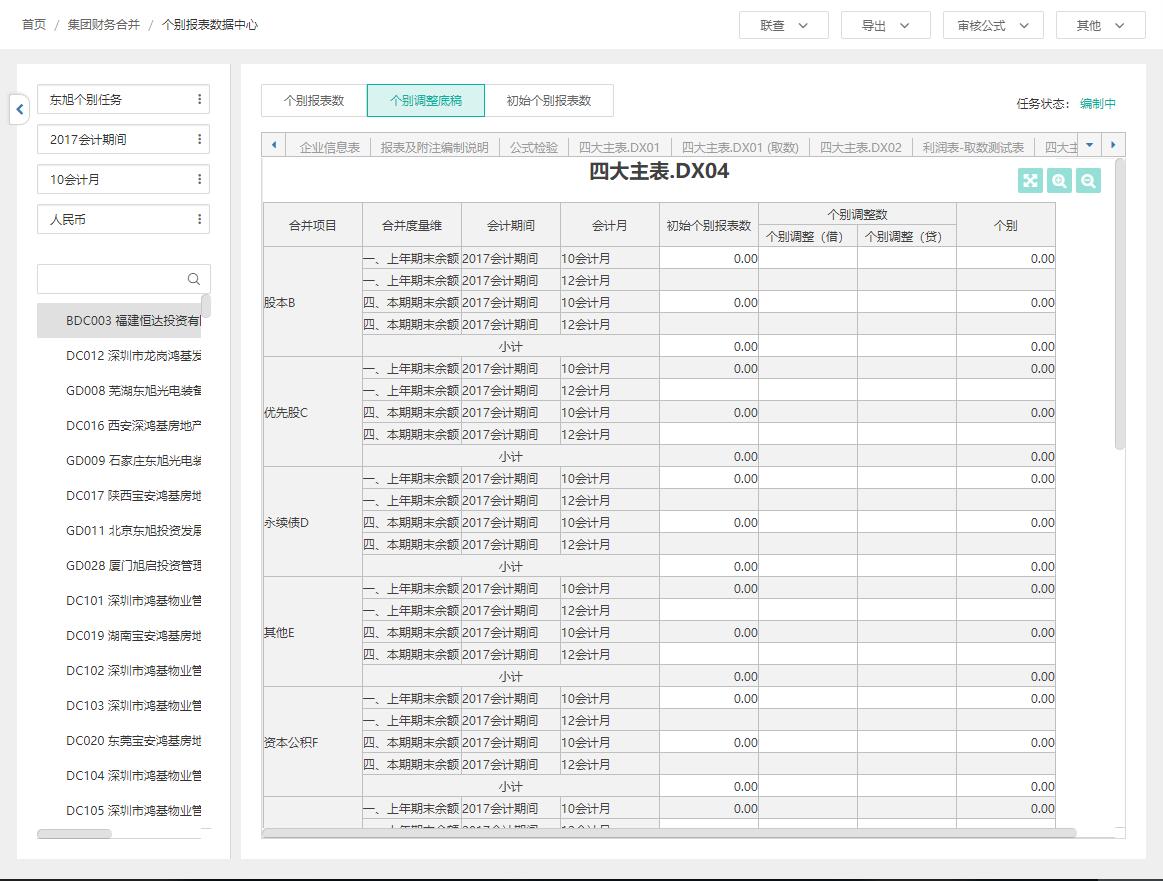 首页 / 集团财务合并 / 个别报表数据中心
联查 导出 审核公式 其他
东旭个别任务
2017会计期间
10会计月
人民币
BDC003 福建恒达投资有
DC012 深圳市龙岗鸿基发
GD008 芜湖东旭光电装备
DC016 西安深鸿基房地产
GD009 石家庄东旭光电装
DC017 陕西宝安鸿基房地
GD011 北京东旭投资发展
GD028 厦门旭启投资管理
DC101 深圳市鸿基物业管
DC019 湖南宝安鸿基房地
DC102 深圳市鸿基物业管
DC103 深圳市鸿基物业管
DC020 东莞宝安鸿基房地
DC104 深圳市鸿基物业管
DC105 深圳市鸿基物业管
个别报表数 个别调整底稿 初始个别报表数
任务状态: 编制中
企业信息表 报表及附注编制说明 公式检验 四大主表.DX01 四大主表.DX01 (取数) 四大主表.DX02 利润表-取数测试表 四大主
四大主表.DX04
合并项目 合并度量维 会计期间 会计月 初始个别报表数 个别调整数 个别
个别调整（借） 个别调整（贷）
一、上年期末余额 2017会计期间 10会计月 0.00 0.00
一、上年期末余额 2017会计期间 12会计月
股本B 四、本期期末余额 2017会计期间 10会计月 0.00 0.00
四、本期期末余额 2017会计期间 12会计月
小计 0.00 0.00
一、上年期末余额 2017会计期间 10会计月 0.00 0.00
一、上年期末余额 2017会计期间 12会计月
优先股C 四、本期期末余额 2017会计期间 10会计月 0.00 0.00
四、本期期末余额 2017会计期间 12会计月
小计 0.00 0.00
一、上年期末余额 2017会计期间 10会计月 0.00 0.00
一、上年期末余额 2017会计期间 12会计月
永续债D 四、本期期末余额 2017会计期间 10会计月 0.00 0.00
四、本期期末余额 2017会计期间 12会计月
小计 0.00 0.00
一、上年期末余额 2017会计期间 10会计月 0.00 0.00
一、上年期末余额 2017会计期间 12会计月
其他E 四、本期期末余额 2017会计期间 10会计月 0.00 0.00
四、本期期末余额 2017会计期间 12会计月
小计 0.00 0.00
一、上年期末余额 2017会计期间 10会计月 0.00 0.00
一、上年期末余额 2017会计期间 12会计月
资本公积F 四、本期期末余额 2017会计期间 10会计月 0.00 0.00
四、本期期末余额 2017会计期间 12会计月
小计 0.00 0.00
一、上年期末余额 2017会计期间 10会计月 0.00 0.00